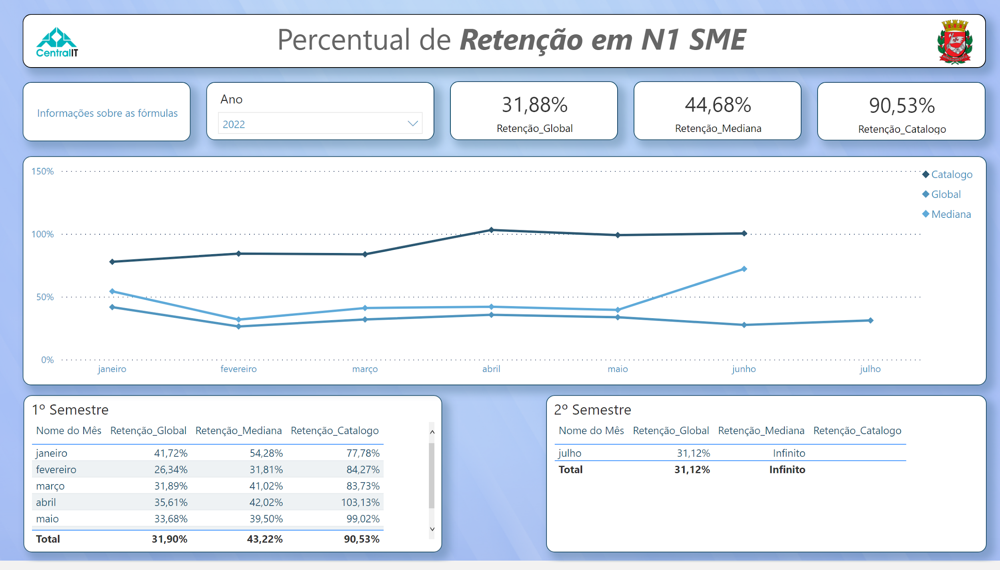 CentralIT
Percentual de Retenção em N1 SME
NON DVCOR DVCO
Informações sobre as fórmulas
Ano
2022
31,88%
Retenção_Global
44,68%
Retenção_Mediana
90,53%
Retenção_Catalogo
150%
100%
50%
0%
Catalogo
Global
Mediana
janeiro fevereiro março abril maio junho julho
1º Semestre
Nome do Mês Retenção_Global Retenção_Mediana Retenção_Catalogo
janeiro 41,72% 54,28% 77,78%
fevereiro 26,34% 31,81% 84,27%
março 31,89% 41,02% 83,73%
abril 35,61% 42,02% 103,13%
maio 33,68% 39,50% 99,02%
Total 31,90% 43,22% 90,53%
2º Semestre
Nome do Mês Retenção_Global Retenção_Mediana Retenção_Catalogo
julho 31,12% Infinito
Total 31,12% Infinito